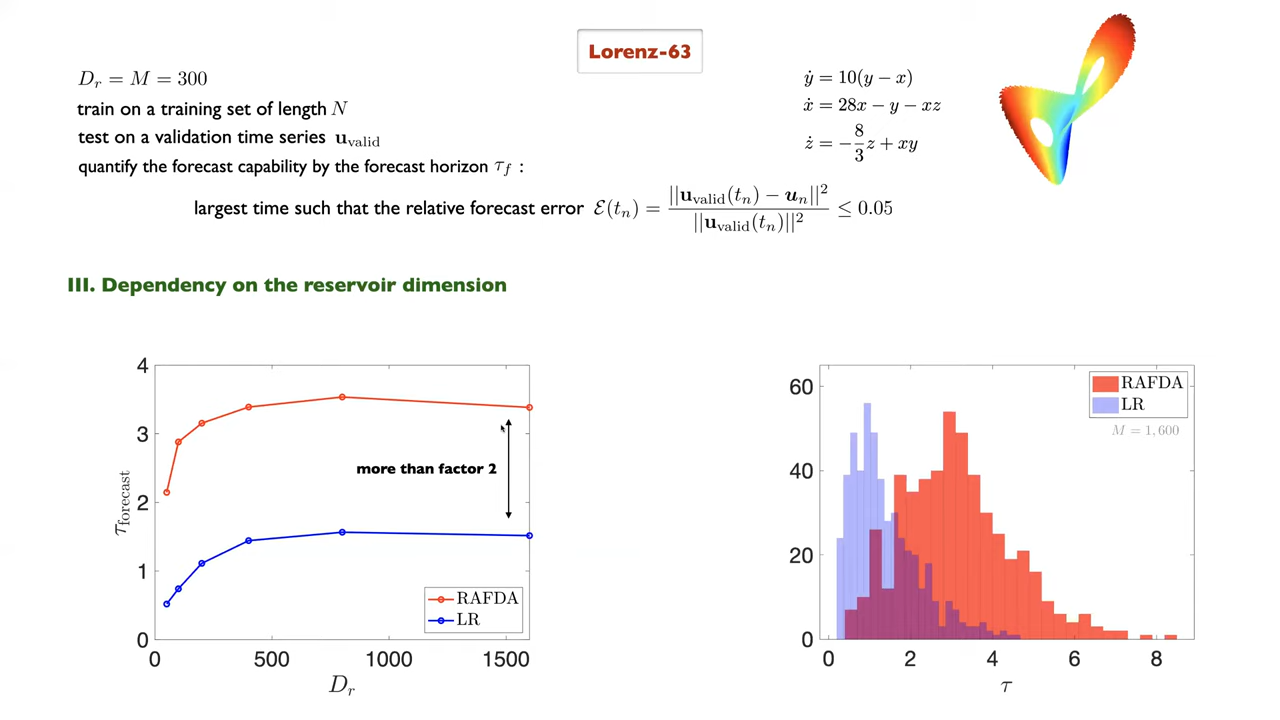 Lorenz-63
D_r = M = 300
train on a training set of length N
test on a validation time series u_valid
quantify the forecast capability by the forecast horizon τ_f :
largest time such that the relative forecast error ℰ(t_n) = ||u_valid(t_n) − u_n||² / ||u_valid(t_n)||² ≤ 0.05
ẏ = 10(y − x)
ẋ = 28x − y − xz
ż = −8/3 z + xy
III. Dependency on the reservoir dimension
4
3
2
1
0
τ_forecast
more than factor 2
RAFDA
LR
0 500 1000 1500
D_r
60
40
20
0
RAFDA
LR
M = 1,600
0 2 4 6 8
τ